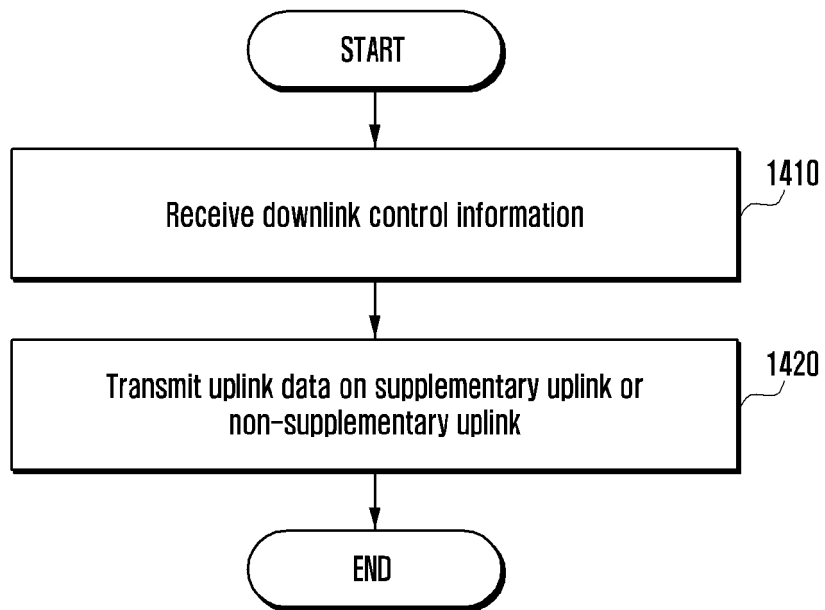 START
1410
Receive downlink control information
1420
Transmit uplink data on supplementary uplink or
non-supplementary uplink
END